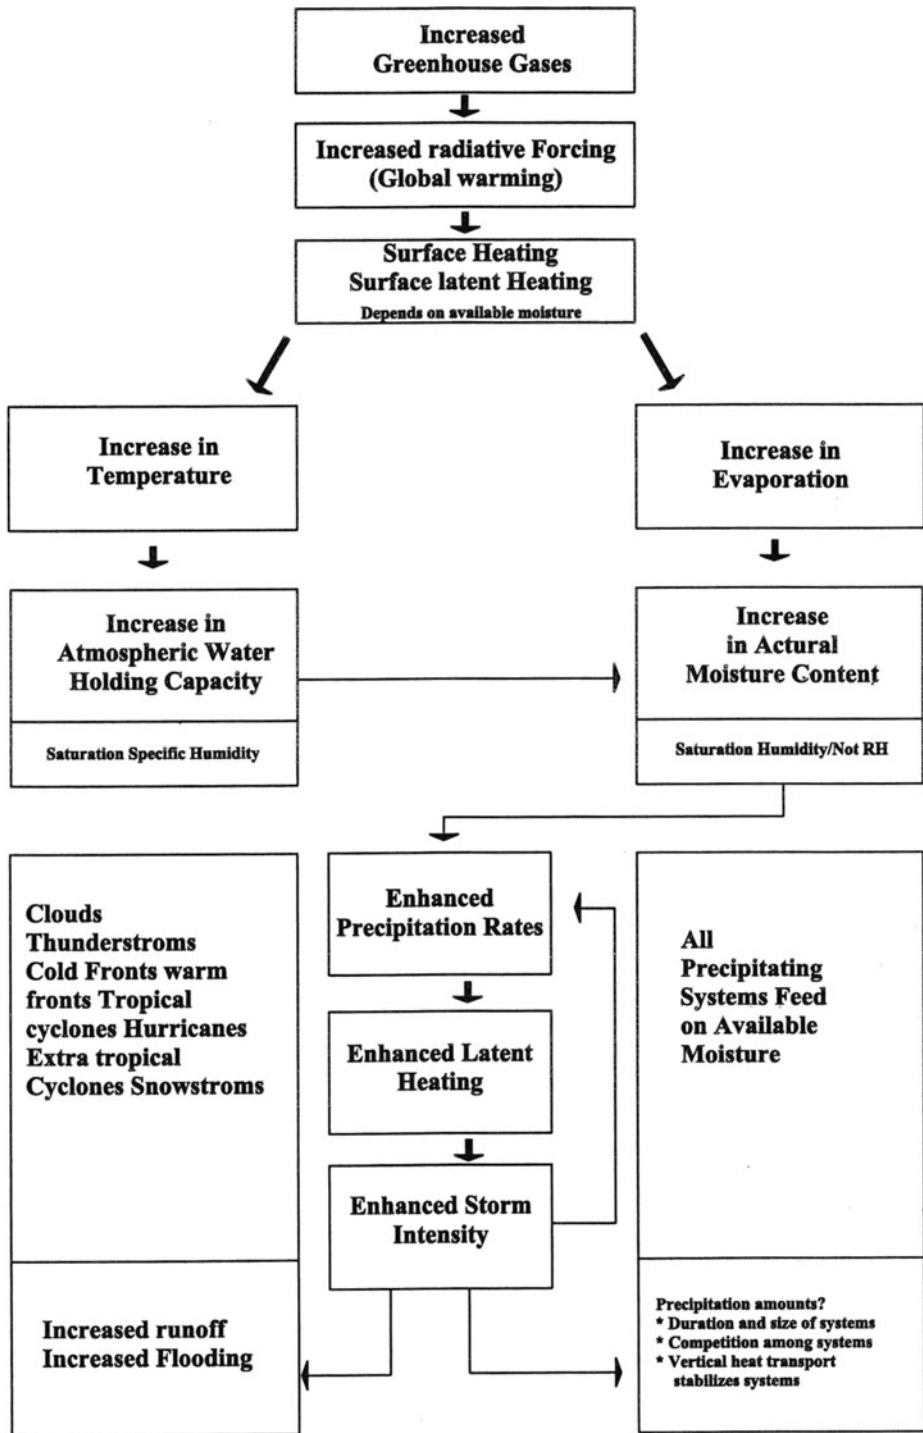 Increased
Greenhouse Gases
Increased radiative Forcing
(Global warming)
Surface Heating
Surface latent Heating
Depends on available moisture
Increase in
Temperature
Increase in
Evaporation
Increase in
Atmospheric Water
Holding Capacity
Saturation Specific Humidity
Increase
in Actural
Moisture Content
Saturation Humidity/Not RH
Enhanced
Precipitation Rates
Clouds
Thunderstroms
Cold Fronts warm
fronts Tropical
cyclones Hurricanes
Extra tropical
Cyclones Snowstroms
All
Precipitating
Systems Feed
on Available
Moisture
Enhanced Latent
Heating
Enhanced Storm
Intensity
Increased runoff
Increased Flooding
Precipitation amounts?
* Duration and size of systems
* Competition among systems
* Vertical heat transport
stabilizes systems